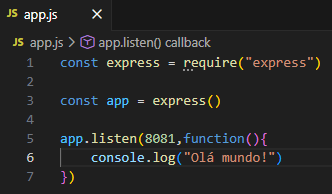 JS app.js ×
JS app.js > app.listen() callback
1 const express = require("express")
2
3 const app = express()
4
5 app.listen(8081,function(){
6 console.log("Olá mundo!")
7 })